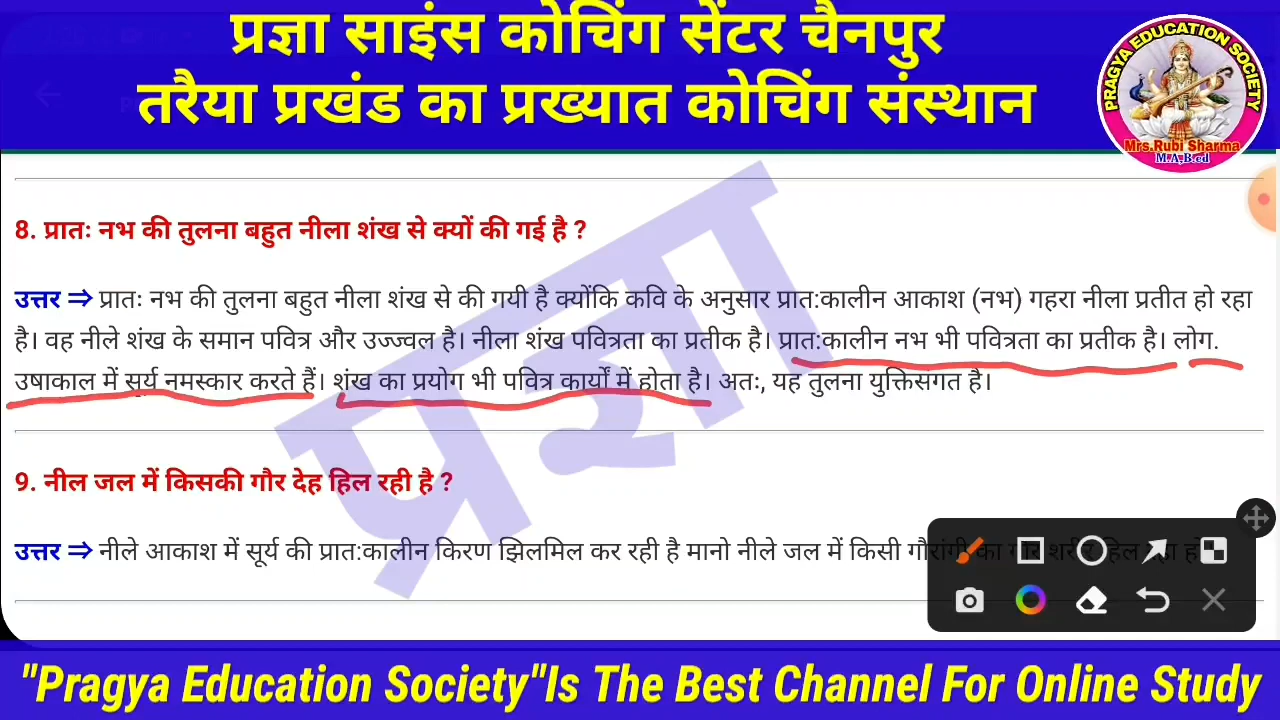 प्रज्ञा साइंस कोचिंग सेंटर चैनपुर
तरैया प्रखंड का प्रख्यात कोचिंग संस्थान
PRAGYA EDUCATION SOCIETY
Mrs.Rubi Sharma
M.A,B.ed
8. प्रातः नभ की तुलना बहुत नीला शंख से क्यों की गई है ?
उत्तर ⇒ प्रातः नभ की तुलना बहुत नीला शंख से की गयी है क्योंकि कवि के अनुसार प्रात:कालीन आकाश (नभ) गहरा नीला प्रतीत हो रहा
है। वह नीले शंख के समान पवित्र और उज्ज्वल है। नीला शंख पवित्रता का प्रतीक है। प्रात:कालीन नभ भी पवित्रता का प्रतीक है। लोग.
उषाकाल में सूर्य नमस्कार करते हैं। शंख का प्रयोग भी पवित्र कार्यों में होता है। अतः, यह तुलना युक्तिसंगत है।
9. नील जल में किसकी गौर देह हिल रही है ?
उत्तर ⇒ नीले आकाश में सूर्य की प्रात:कालीन किरण झिलमिल कर रही है मानो नीले जल में किसी गौरांगी का गौर शरीर हिल रहा हो
प्रज्ञा
"Pragya Education Society"Is The Best Channel For Online Study